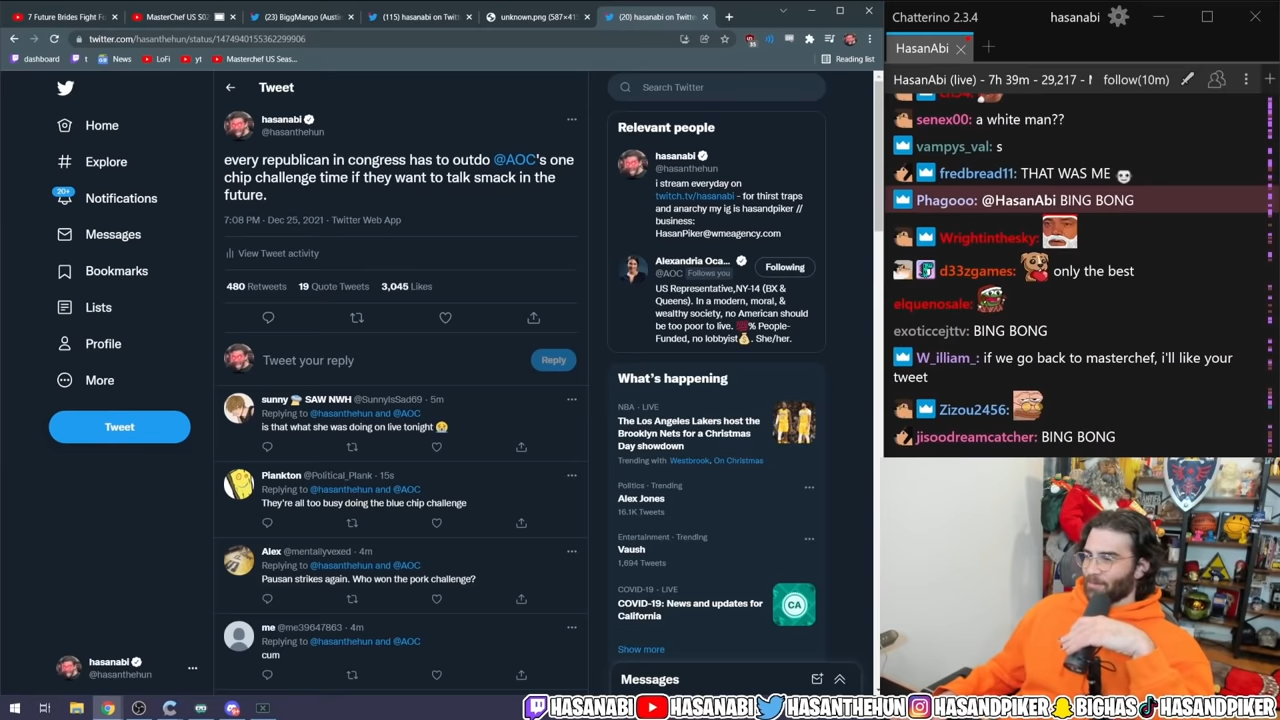 7 Future Brides Fight F
MasterChef US S02
(23) BiggMango (Austin
(115) hasanabi on Twitt
unknown.png (587×41
(20) hasanabi on Twitt
Chatterino 2.3.4
hasanabi
twitter.com/hasanthehun/status/1474940155362299906
HasanAbi
dashboard
t
News
LoFi
yt
Masterchef US Seas...
Reading list
HasanAbi (live) - 7h 39m - 29,217 -
follow(10m)
Tweet
Search Twitter
Home
Explore
20+
Notifications
Messages
Bookmarks
Lists
Profile
More
Tweet
hasanabi
@hasanthehun
hasanabi
@hasanthehun
every republican in congress has to outdo @AOC's one
chip challenge time if they want to talk smack in the
future.
7:08 PM · Dec 25, 2021 · Twitter Web App
View Tweet activity
480 Retweets 19 Quote Tweets 3,045 Likes
Tweet your reply
Reply
sunny SAW NWH @SunnyIsSad69 · 5m
Replying to @hasanthehun and @AOC
is that what she was doing on live tonight
Plankton @Political_Plank · 15s
Replying to @hasanthehun and @AOC
They're all too busy doing the blue chip challenge
Alex @mentallyvexed · 4m
Replying to @hasanthehun and @AOC
Pausan strikes again. Who won the pork challenge?
me @me39647863 · 4m
Replying to @hasanthehun and @AOC
cum
Relevant people
hasanabi
@hasanthehun
i stream everyday on
twitch.tv/hasanabi - for thirst traps
and anarchy my ig is hasandpiker //
business:
HasanPiker@wmeagency.com
Alexandria Oca...
@AOC Follows you
Following
US Representative,NY-14 (BX &
Queens). In a modern, moral, &
wealthy society, no American should
be too poor to live. % People-
Funded, no lobbyist. She/her.
What's happening
NBA · LIVE
The Los Angeles Lakers host the
Brooklyn Nets for a Christmas
Day showdown
Trending with Westbrook, On Christmas
Politics · Trending
Alex Jones
16.1K Tweets
Entertainment · Trending
Vaush
1,694 Tweets
COVID-19 · LIVE
COVID-19: News and updates for
California
CA
Show more
Messages
senex00: a white man??
vampys_val: s
fredbread11: THAT WAS ME
Phagooo: @HasanAbi BING BONG
Wrightinthesky:
d33zgames: only the best
elquenosale:
exoticcejttv: BING BONG
W_illiam_: if we go back to masterchef, i'll like your
tweet
Zizou2456:
jisoodreamcatcher: BING BONG
HASANABI HASANABI HASANTHEHUN HASANDPIKER BIGHAS HASANDPIKER